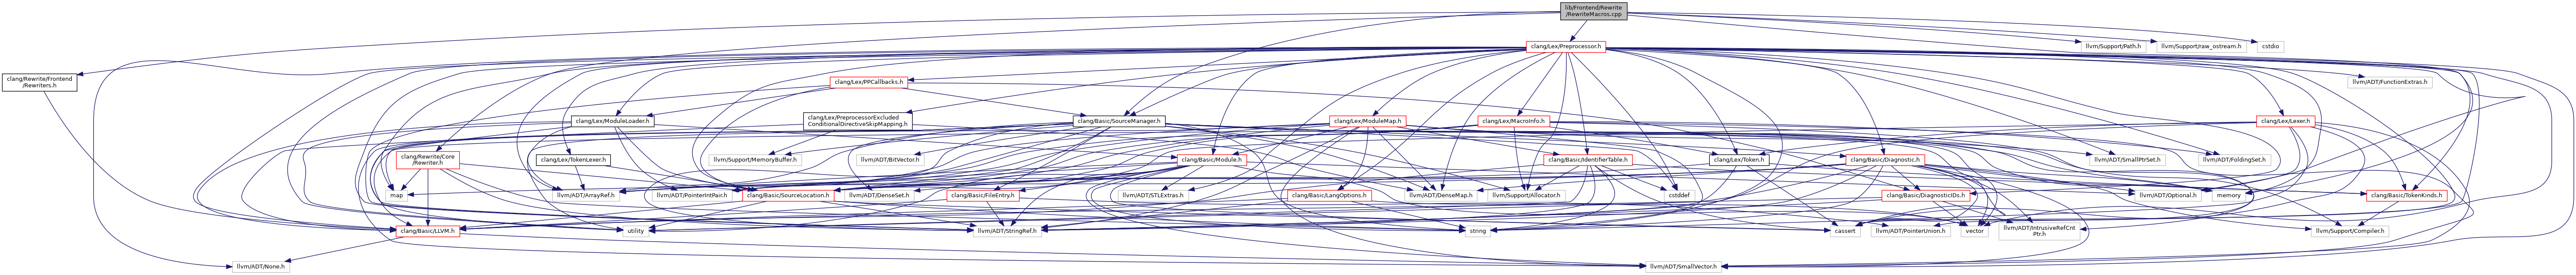 lib/Frontend/Rewrite
/RewriteMacros.cpp
clang/Lex/Preprocessor.h
llvm/Support/Path.h
llvm/Support/raw_ostream.h
cstdio
clang/Rewrite/Frontend
/Rewriters.h
clang/Lex/PPCallbacks.h
llvm/ADT/FunctionExtras.h
clang/Lex/ModuleLoader.h
clang/Lex/PreprocessorExcluded
ConditionalDirectiveSkipMapping.h
clang/Basic/SourceManager.h
clang/Lex/ModuleMap.h
clang/Lex/MacroInfo.h
clang/Lex/Lexer.h
clang/Rewrite/Core
/Rewriter.h
clang/Lex/TokenLexer.h
llvm/Support/MemoryBuffer.h
llvm/ADT/BitVector.h
clang/Basic/Module.h
clang/Basic/IdentifierTable.h
clang/Lex/Token.h
clang/Basic/Diagnostic.h
llvm/ADT/SmallPtrSet.h
llvm/ADT/FoldingSet.h
map
llvm/ADT/ArrayRef.h
llvm/ADT/PointerIntPair.h
clang/Basic/SourceLocation.h
llvm/ADT/DenseSet.h
clang/Basic/FileEntry.h
llvm/ADT/STLExtras.h
clang/Basic/LangOptions.h
llvm/ADT/DenseMap.h
llvm/Support/Allocator.h
cstddef
clang/Basic/DiagnosticIDs.h
llvm/ADT/Optional.h
memory
clang/Basic/TokenKinds.h
clang/Basic/LLVM.h
utility
llvm/ADT/StringRef.h
string
cassert
llvm/ADT/PointerUnion.h
vector
llvm/ADT/IntrusiveRefCnt
Ptr.h
llvm/Support/Compiler.h
llvm/ADT/None.h
llvm/ADT/SmallVector.h